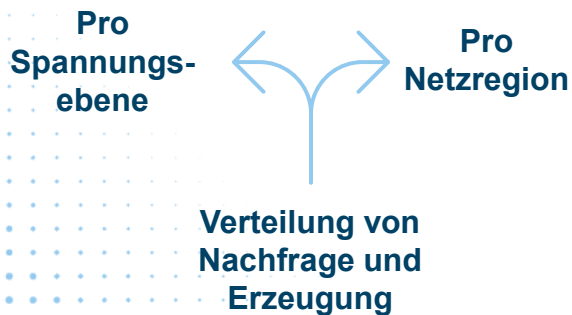 Pro
Spannungs-
ebene
Pro
Netzregion
Verteilung von
Nachfrage und
Erzeugung